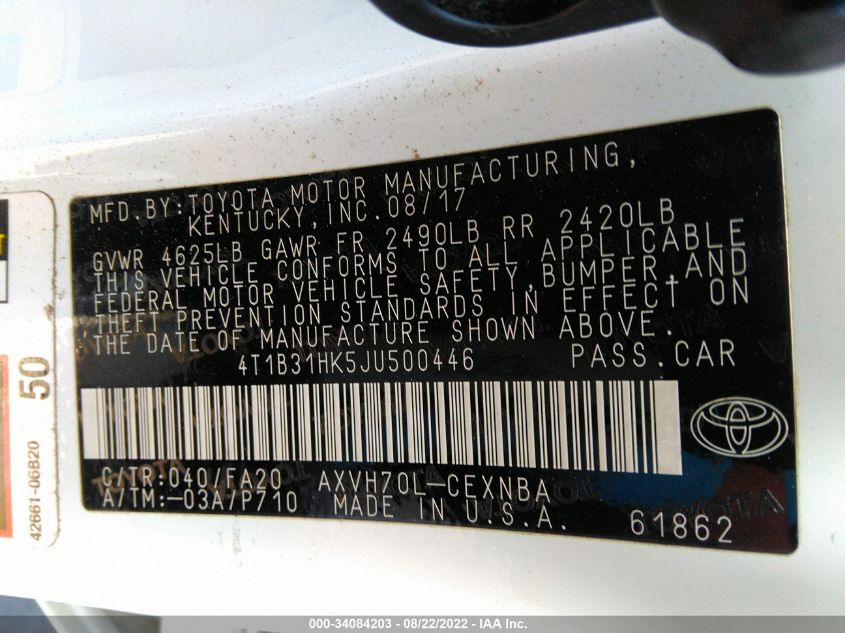 MFD.BY:TOYOTA MOTOR MANUFACTURING,
KENTUCKY,INC.08/17
GVWR 4625LB GAWR FR 2490LB RR 2420LB
THIS VEHICLE CONFORMS TO ALL APPLICABLE
FEDERAL MOTOR VEHICLE SAFETY,BUMPER,AND
THEFT PREVENTION STANDARDS IN EFFECT ON
THE DATE OF MANUFACTURE SHOWN ABOVE.
4T1B31HK5JU500446 PASS.CAR
C/TR:040/FA20 AXVH70L-CEXNBA
A/TM:-03A/P710 MADE IN U.S.A. 61862
50
42661-06B20
000-34084203 - 08/22/2022 - IAA Inc.